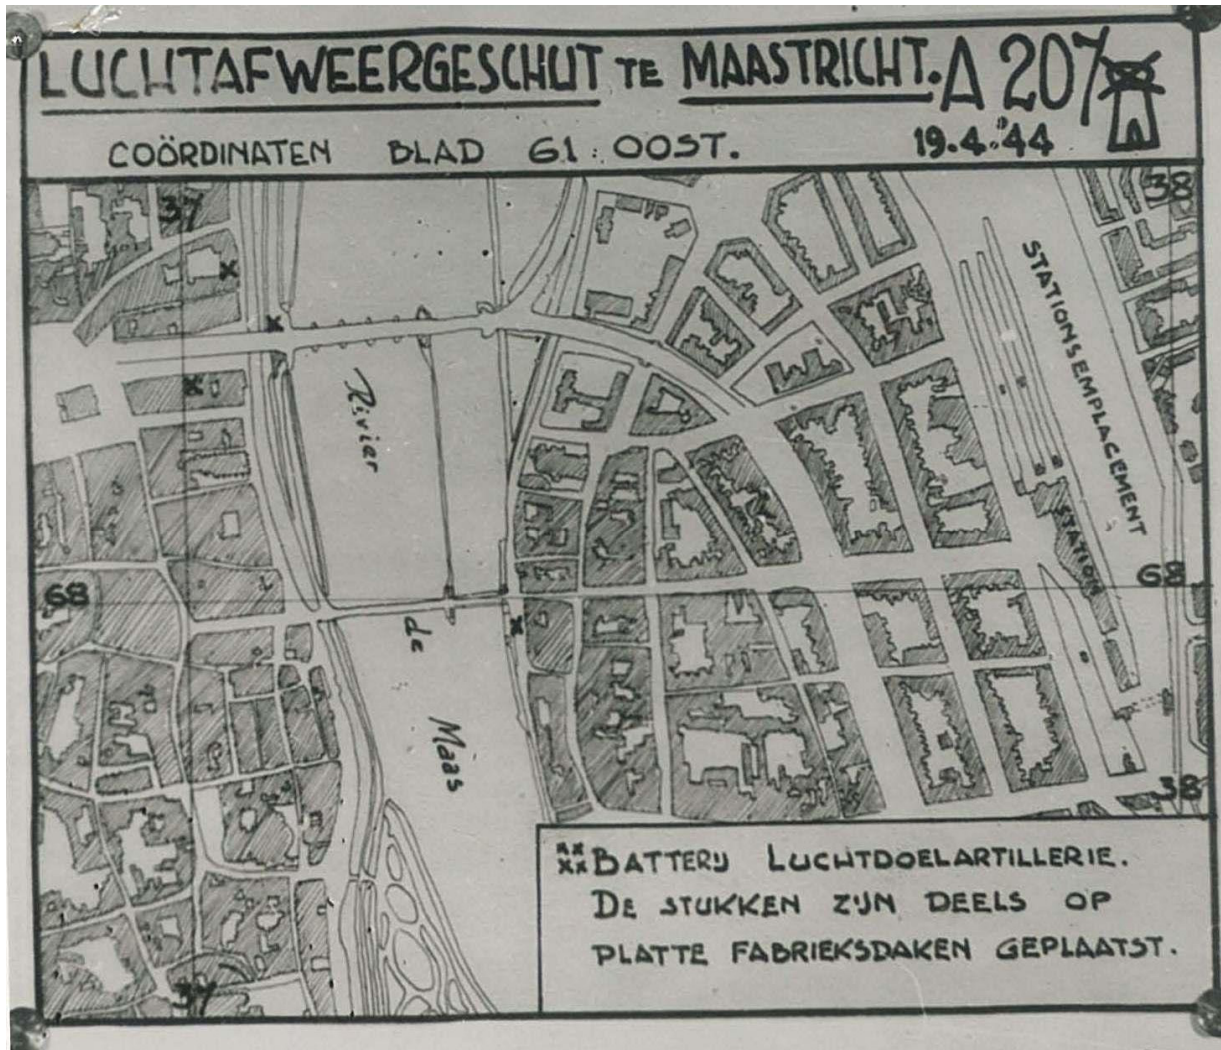 LUCHTAFWEERGESCHUT TE MAASTRICHT. A 207
COÖRDINATEN BLAD 61: OOST. 19.4.'44
37
38
STATIONSEMPLACEMENT
Rivier
STATION
68
68
de
Maas
38
37
BATTERIJ LUCHTDOELARTILLERIE.
DE STUKKEN ZIJN DEELS OP
PLATTE FABRIEKSDAKEN GEPLAATST.